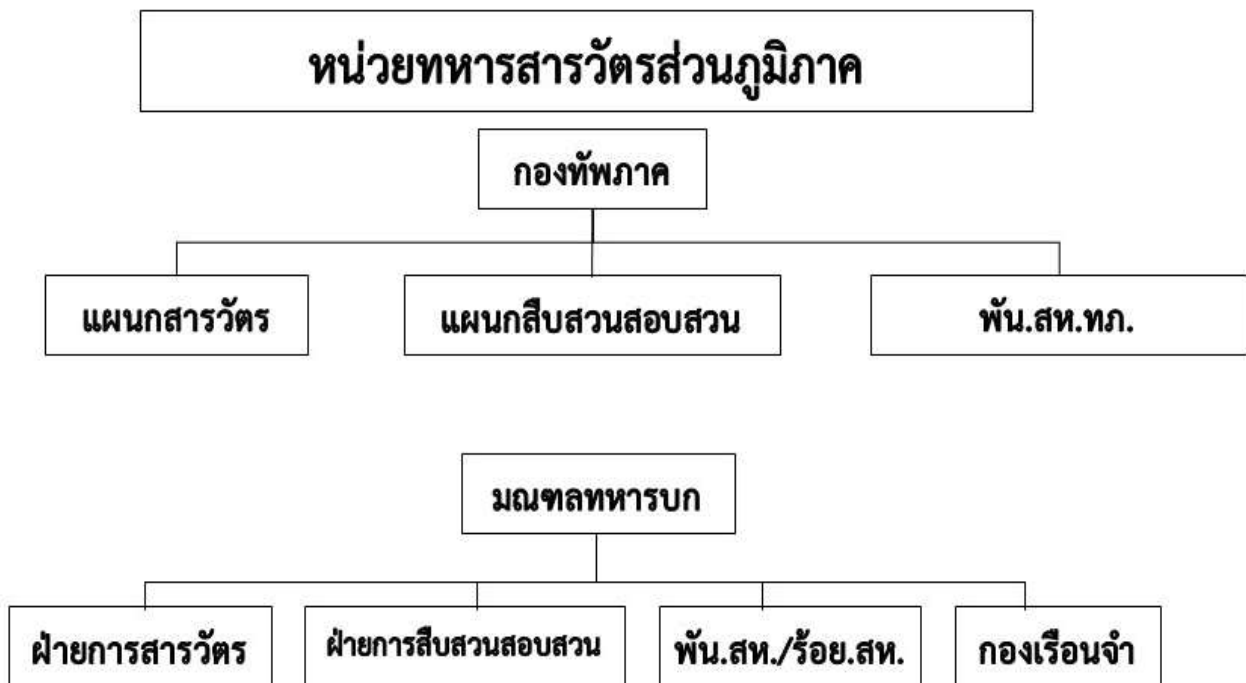 หน่วยทหารสารวัตรส่วนภูมิภาค
กองทัพภาค
แผนกสารวัตร
แผนกสืบสวนสอบสวน
พัน.สห.ทภ.
มณฑลทหารบก
ฝ่ายการสารวัตร
ฝ่ายการสืบสวนสอบสวน
พัน.สห./ร้อย.สห.
กองเรือนจำ